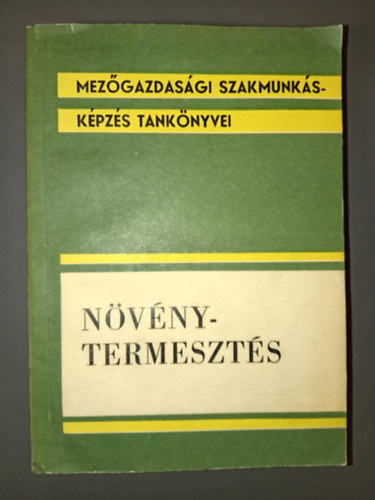 MEZŐGAZDASÁGI SZAKMUNKÁS-
KÉPZÉS TANKÖNYVEI
NÖVÉNY-
TERMESZTÉS